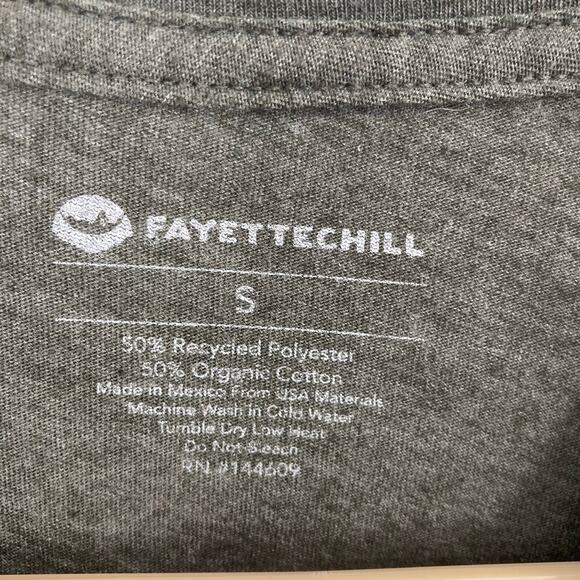 FAYETTECHILL
S
50% Recycled Polyester
50% Organic Cotton
Made in Mexico From USA Materials
Machine Wash in Cold Water
Tumble Dry Low Heat
Do Not Bleach
RN #144609